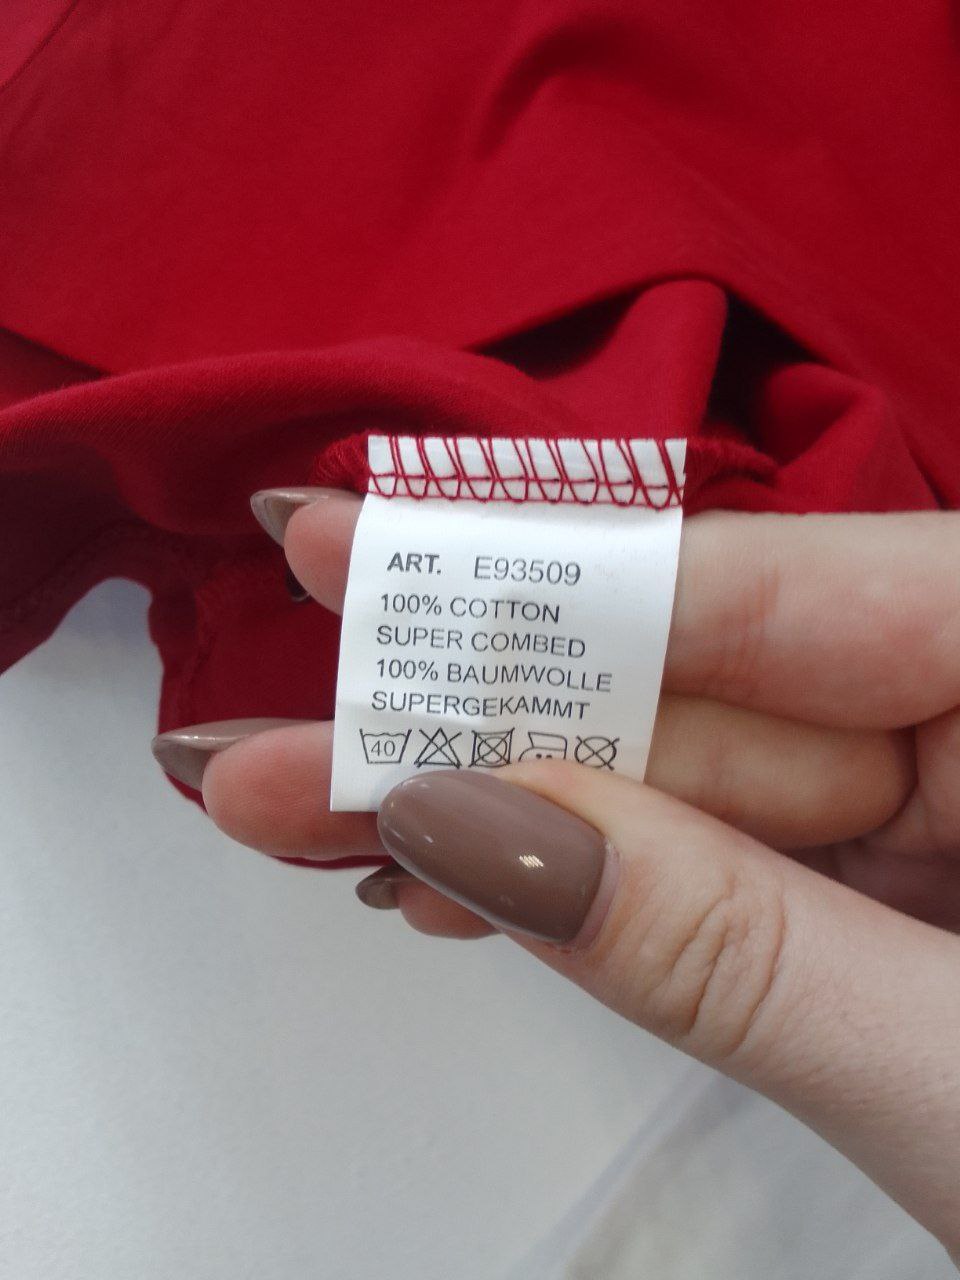 ART. E93509
100% COTTON
SUPER COMBED
100% BAUMWOLLE
SUPERGEKAMMT
40